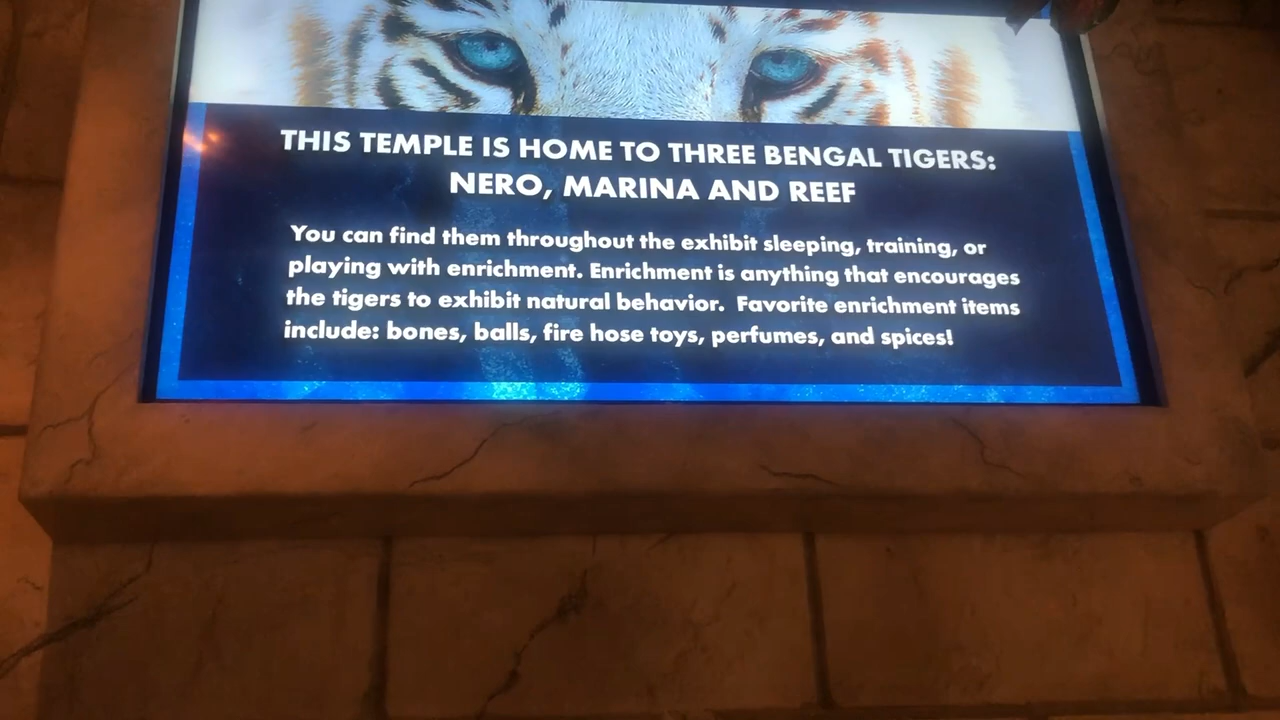 THIS TEMPLE IS HOME TO THREE BENGAL TIGERS:
NERO, MARINA AND REEF
You can find them throughout the exhibit sleeping, training, or
playing with enrichment. Enrichment is anything that encourages
the tigers to exhibit natural behavior. Favorite enrichment items
include: bones, balls, fire hose toys, perfumes, and spices!